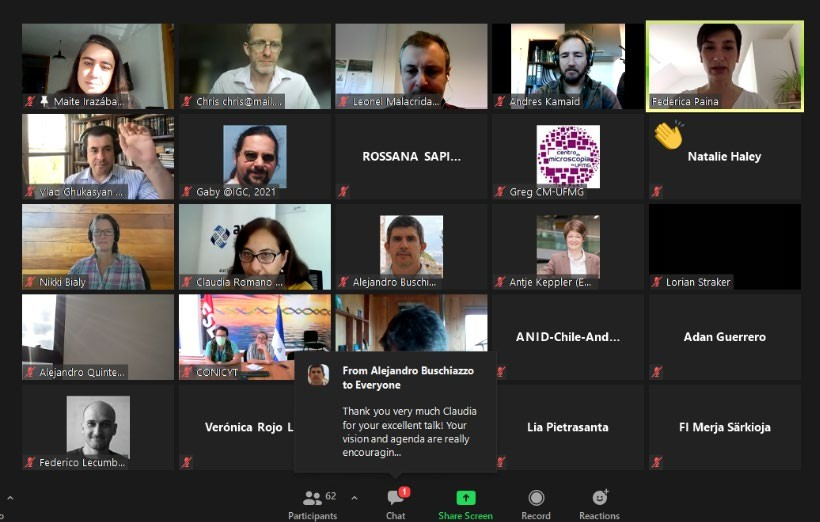 Maite Irazába...
Chris chris@mail....
Leonel Malacrida...
Andres Kamaid
Federica Paina
Vlad Ghukasyan ...
Gaby @IGC, 2021
ROSSANA SAPI...
centro de
microscopia
da UFMG
Greg CM-UFMG
Natalie Haley
Nikki Bialy
Claudia Romano ...
Alejandro Buschi...
Antje Keppler (E...
Lorian Straker
Alejandro Quinte...
CONICYT
ANID-Chile-And...
Adan Guerrero
From Alejandro Buschiazzo
to Everyone
Thank you very much Claudia
for your excellent talk! Your
vision and agenda are really
encouragin...
Federico Lecumb...
Verónica Rojo L
Lia Pietrasanta
FI Merja Särkioja
62
1
Participants
Chat
Share Screen
Record
Reactions